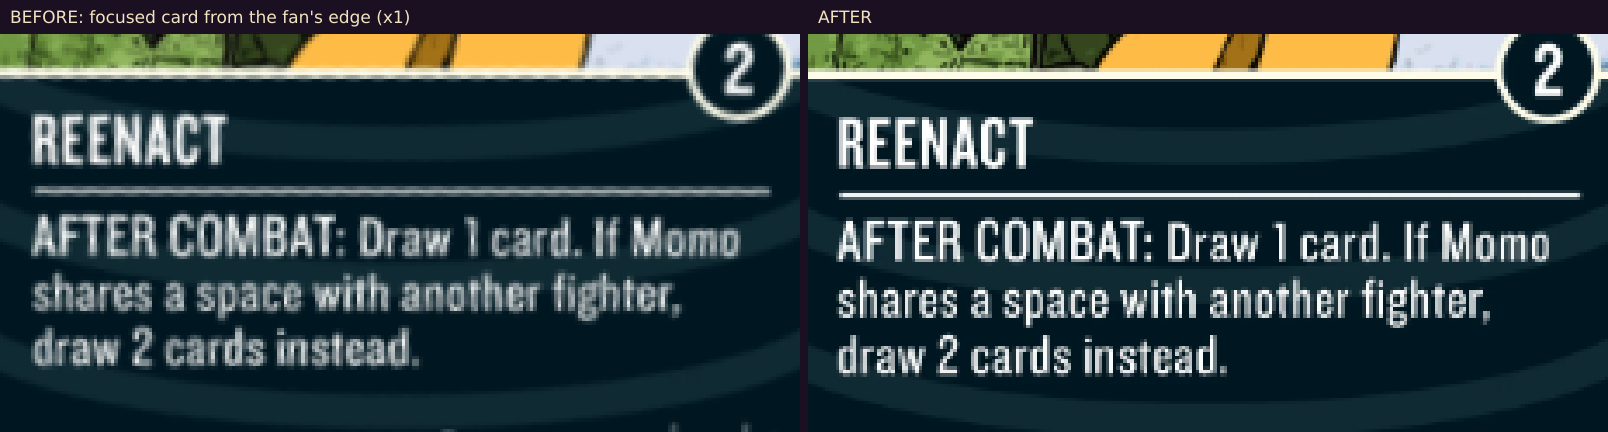 BEFORE: focused card from the fan's edge (x1)
2
REENACT
AFTER COMBAT: Draw 1 card. If Momo
shares a space with another fighter,
draw 2 cards instead.
AFTER
2
REENACT
AFTER COMBAT: Draw 1 card. If Momo
shares a space with another fighter,
draw 2 cards instead.